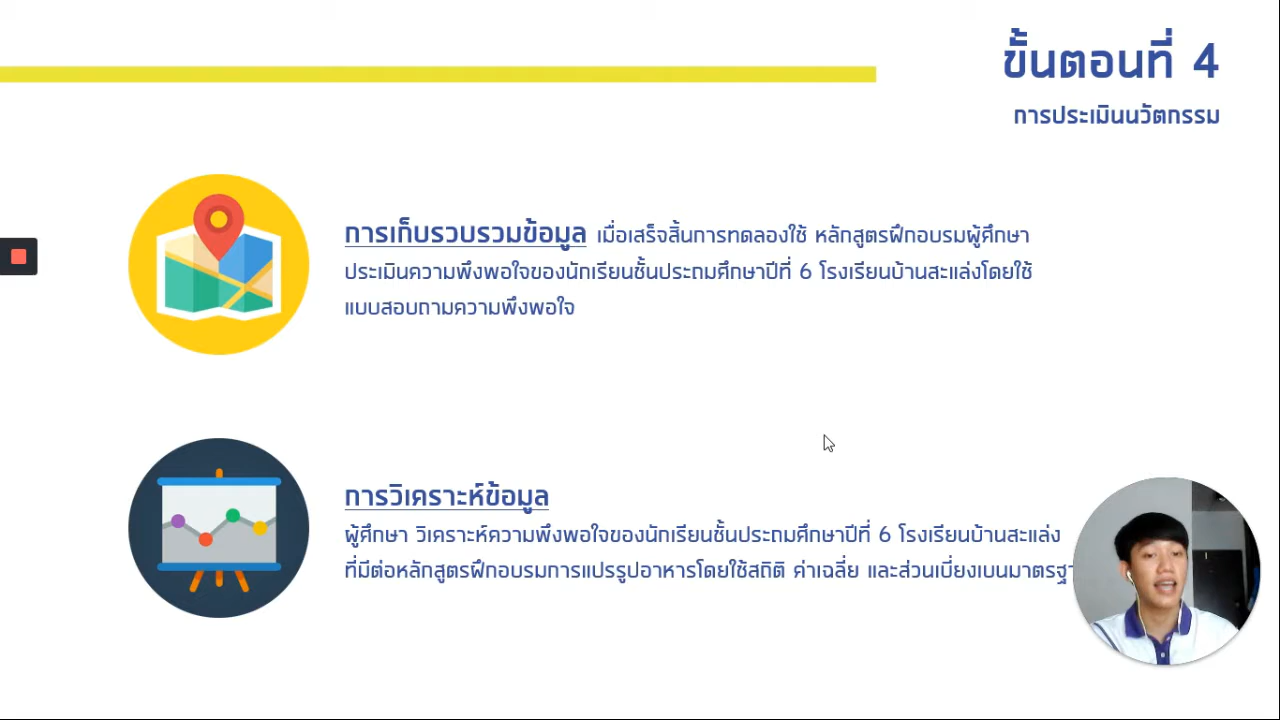 ขั้นตอนที่ 4
การประเมินนวัตกรรม
การเก็บรวบรวมข้อมูล เมื่อเสร็จสิ้นการทดลองใช้ หลักสูตรฝึกอบรมผู้ศึกษา
ประเมินความพึงพอใจของนักเรียนชั้นประถมศึกษาปีที่ 6 โรงเรียนบ้านสะแล่งโดยใช้
แบบสอบถามความพึงพอใจ
การวิเคราะห์ข้อมูล
ผู้ศึกษา วิเคราะห์ความพึงพอใจของนักเรียนชั้นประถมศึกษาปีที่ 6 โรงเรียนบ้านสะแล่ง
ที่มีต่อหลักสูตรฝึกอบรมการแปรรูปอาหารโดยใช้สถิติ ค่าเฉลี่ย และส่วนเบี่ยงเบน